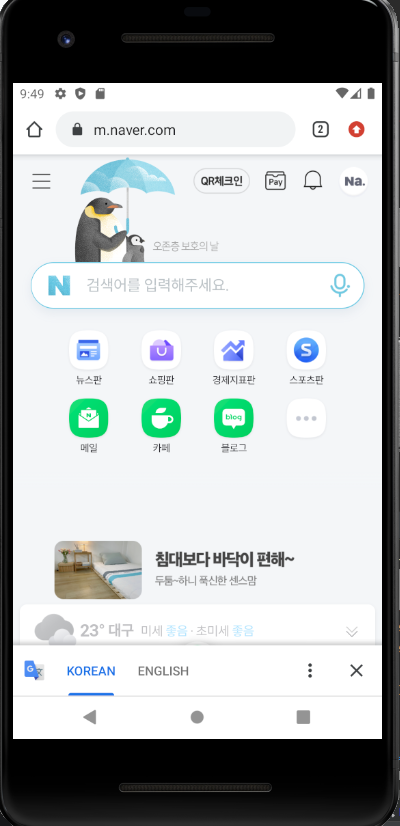 9:49
m.naver.com
2
QR체크인
Pay
Na.
오존층 보호의 날
N 검색어를 입력해주세요.
뉴스판 쇼핑판 경제지표판 스포츠판
S
N
blog
메일 카페 블로그
침대보다 바닥이 편해~
두툼~하니 푹신한 센스맘
23° 대구 미세 좋음 · 초미세 좋음
G
KOREAN ENGLISH